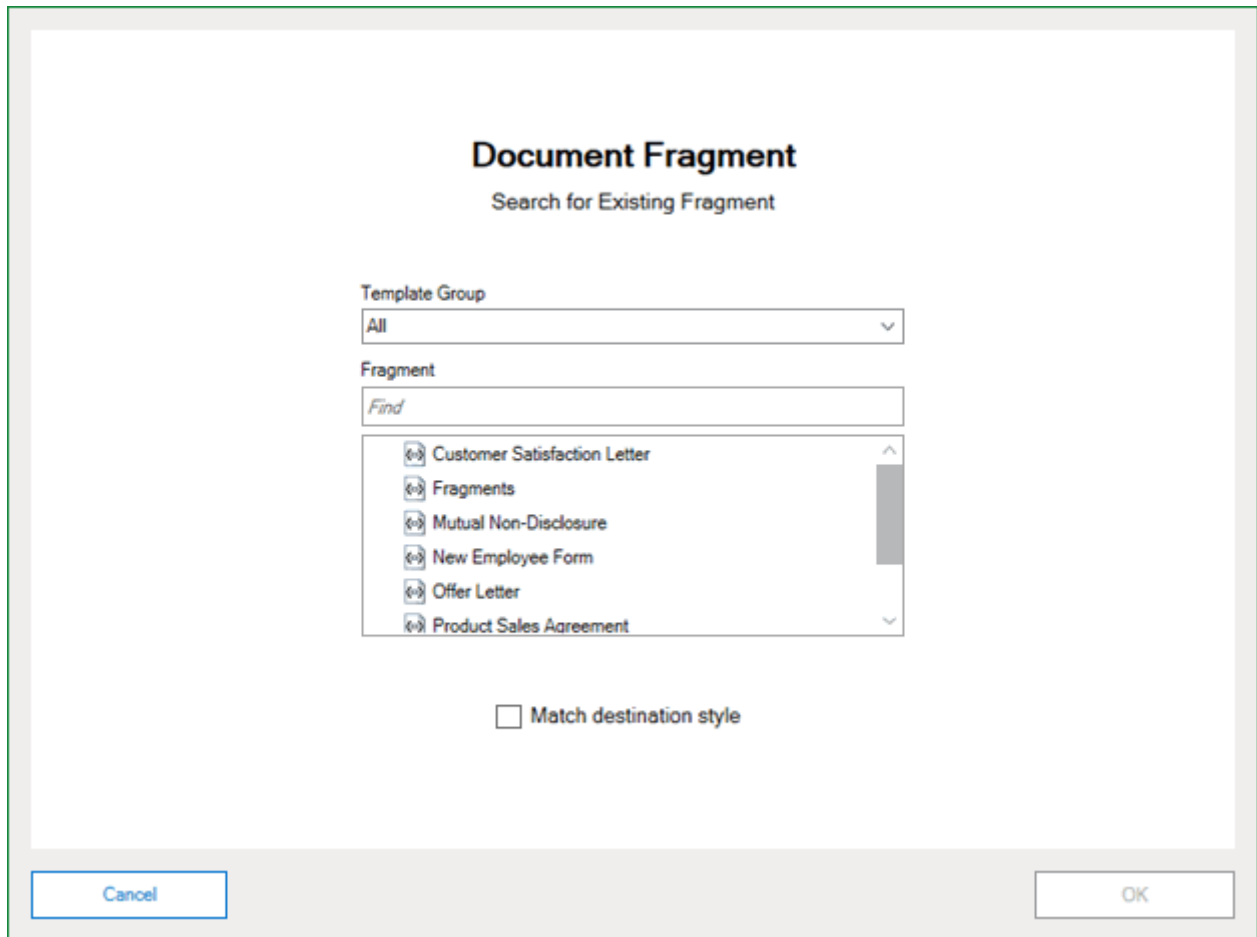 Document Fragment
Search for Existing Fragment
Template Group
All
Fragment
Find
Customer Satisfaction Letter
Fragments
Mutual Non-Disclosure
New Employee Form
Offer Letter
Product Sales Agreement
Match destination style
Cancel
OK